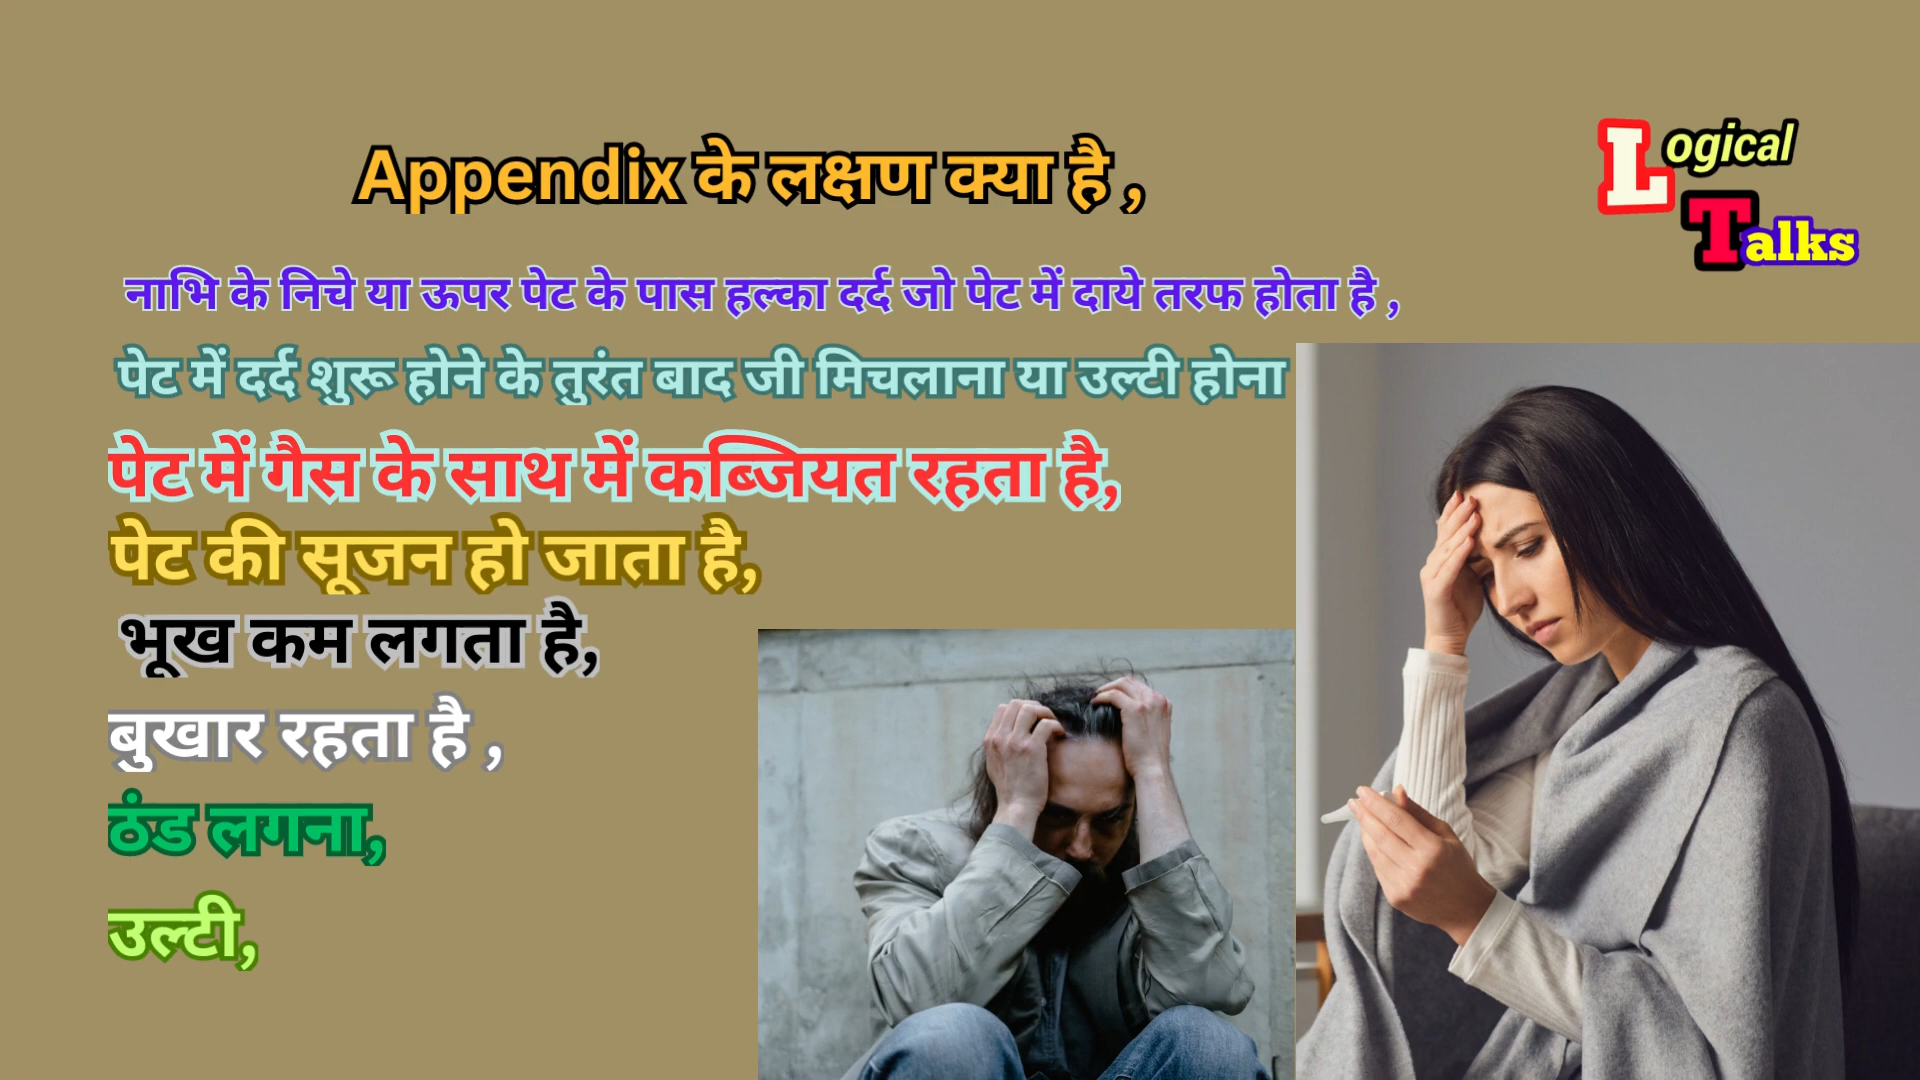 Appendix के लक्षण क्या है ,
Logical
Talks
नाभि के निचे या ऊपर पेट के पास हल्का दर्द जो पेट में दाये तरफ होता है ,
पेट में दर्द शुरू होने के तुरंत बाद जी मिचलाना या उल्टी होना
पेट में गैस के साथ में कब्जियत रहता है,
पेट की सूजन हो जाता है,
भूख कम लगता है,
बुखार रहता है ,
ठंड लगना,
उल्टी,